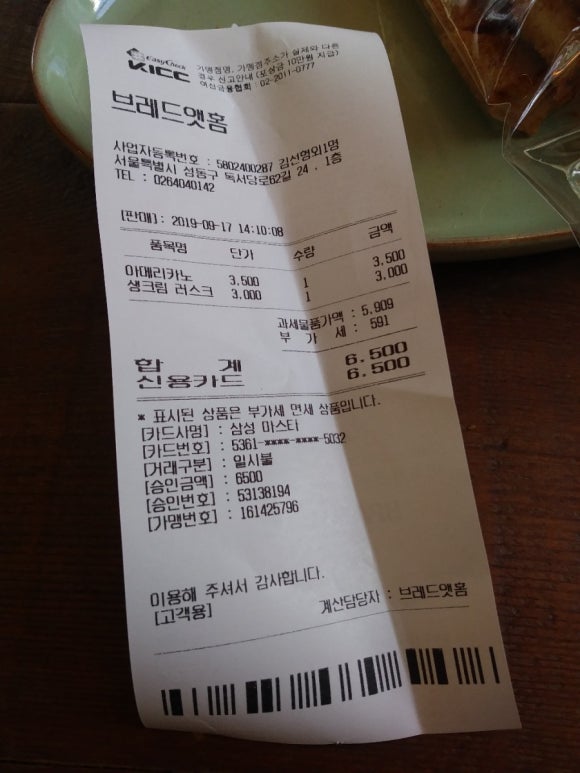 EasyCheck
KICC
가맹점명, 가맹점주소가 실제와 다른
경우 신고안내 (포상금 10만원 지급)
여신금융협회 : 02-2011-0777
브레드앳홈
사업자등록번호 : 5802400287 김신형외1명
서울특별시 성동구 독서당로62길 24 , 1층
TEL : 0264040142
[판매] : 2019-09-17 14:10:08
품목명 단가 수량 금액
아메리카노 3,500 1 3,500
생크림 러스크 3,000 1 3,000
과세물품가액 : 5,909
부 가 세 : 591
합 계 6,500
신용카드 6,500
* 표시된 상품은 부가세 면세 상품입니다.
[카드사명] : 삼성 마스타
[카드번호] : 5361-****-****-5032
[거래구분] : 일시불
[승인금액] : 6500
[승인번호] : 53138194
[가맹번호] : 161425796
이용해 주셔서 감사합니다.
[고객용] 계산담당자 : 브레드앳홈